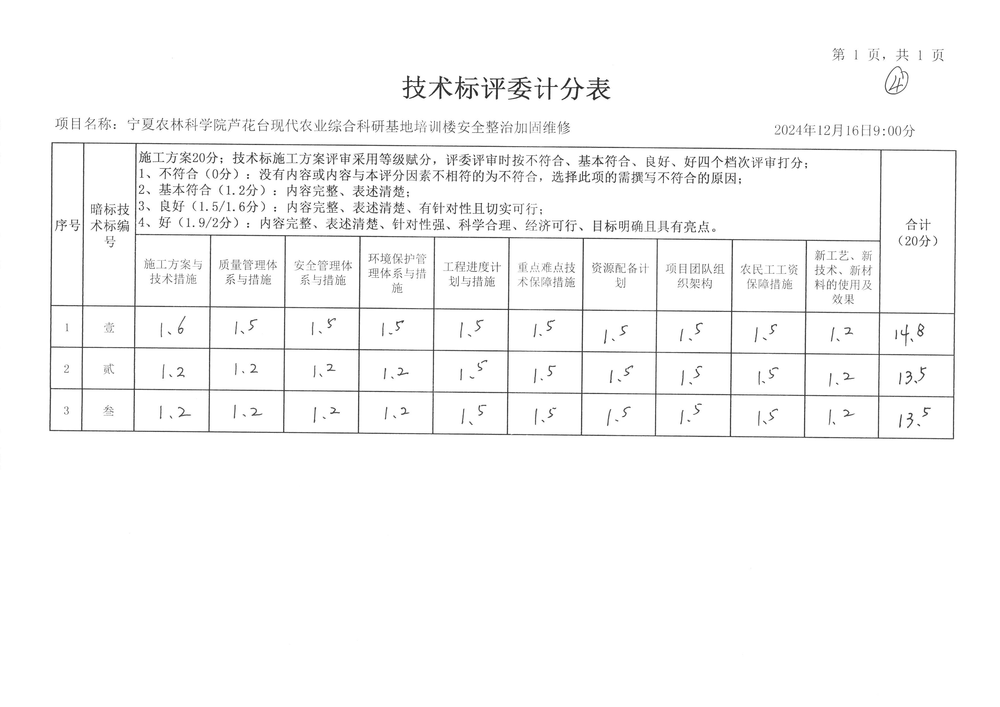 第 1 页，共 1 页
④
技术标评委计分表
项目名称：宁夏农林科学院芦花台现代农业综合科研基地培训楼安全整治加固维修
2024年12月16日9:00分
序号
暗标技
术标编
号
施工方案20分；技术标施工方案评审采用等级赋分，评委评审时按不符合、基本符合、良好、好四个档次评审打分；
1、不符合（0分）：没有内容或内容与本评分因素不相符的为不符合，选择此项的需撰写不符合的原因；
2、基本符合（1.2分）：内容完整、表述清楚；
3、良好（1.5/1.6分）：内容完整、表述清楚、有针对性且切实可行；
4、好（1.9/2分）：内容完整、表述清楚、针对性强、科学合理、经济可行、目标明确且具有亮点。
合计
（20分）
施工方案与
技术措施
质量管理体
系与措施
安全管理体
系与措施
环境保护管
理体系与措
施
工程进度计
划与措施
重点难点技
术保障措施
资源配备计
划
项目团队组
织架构
农民工工资
保障措施
新工艺、新
技术、新材
料的使用及
效果
1 壹 1.6 1.5 1.5 1.5 1.5 1.5 1.5 1.5 1.5 1.2 14.8
2 贰 1.2 1.2 1.2 1.2 1.5 1.5 1.5 1.5 1.5 1.2 13.5
3 叁 1.2 1.2 1.2 1.2 1.5 1.5 1.5 1.5 1.5 1.2 13.5